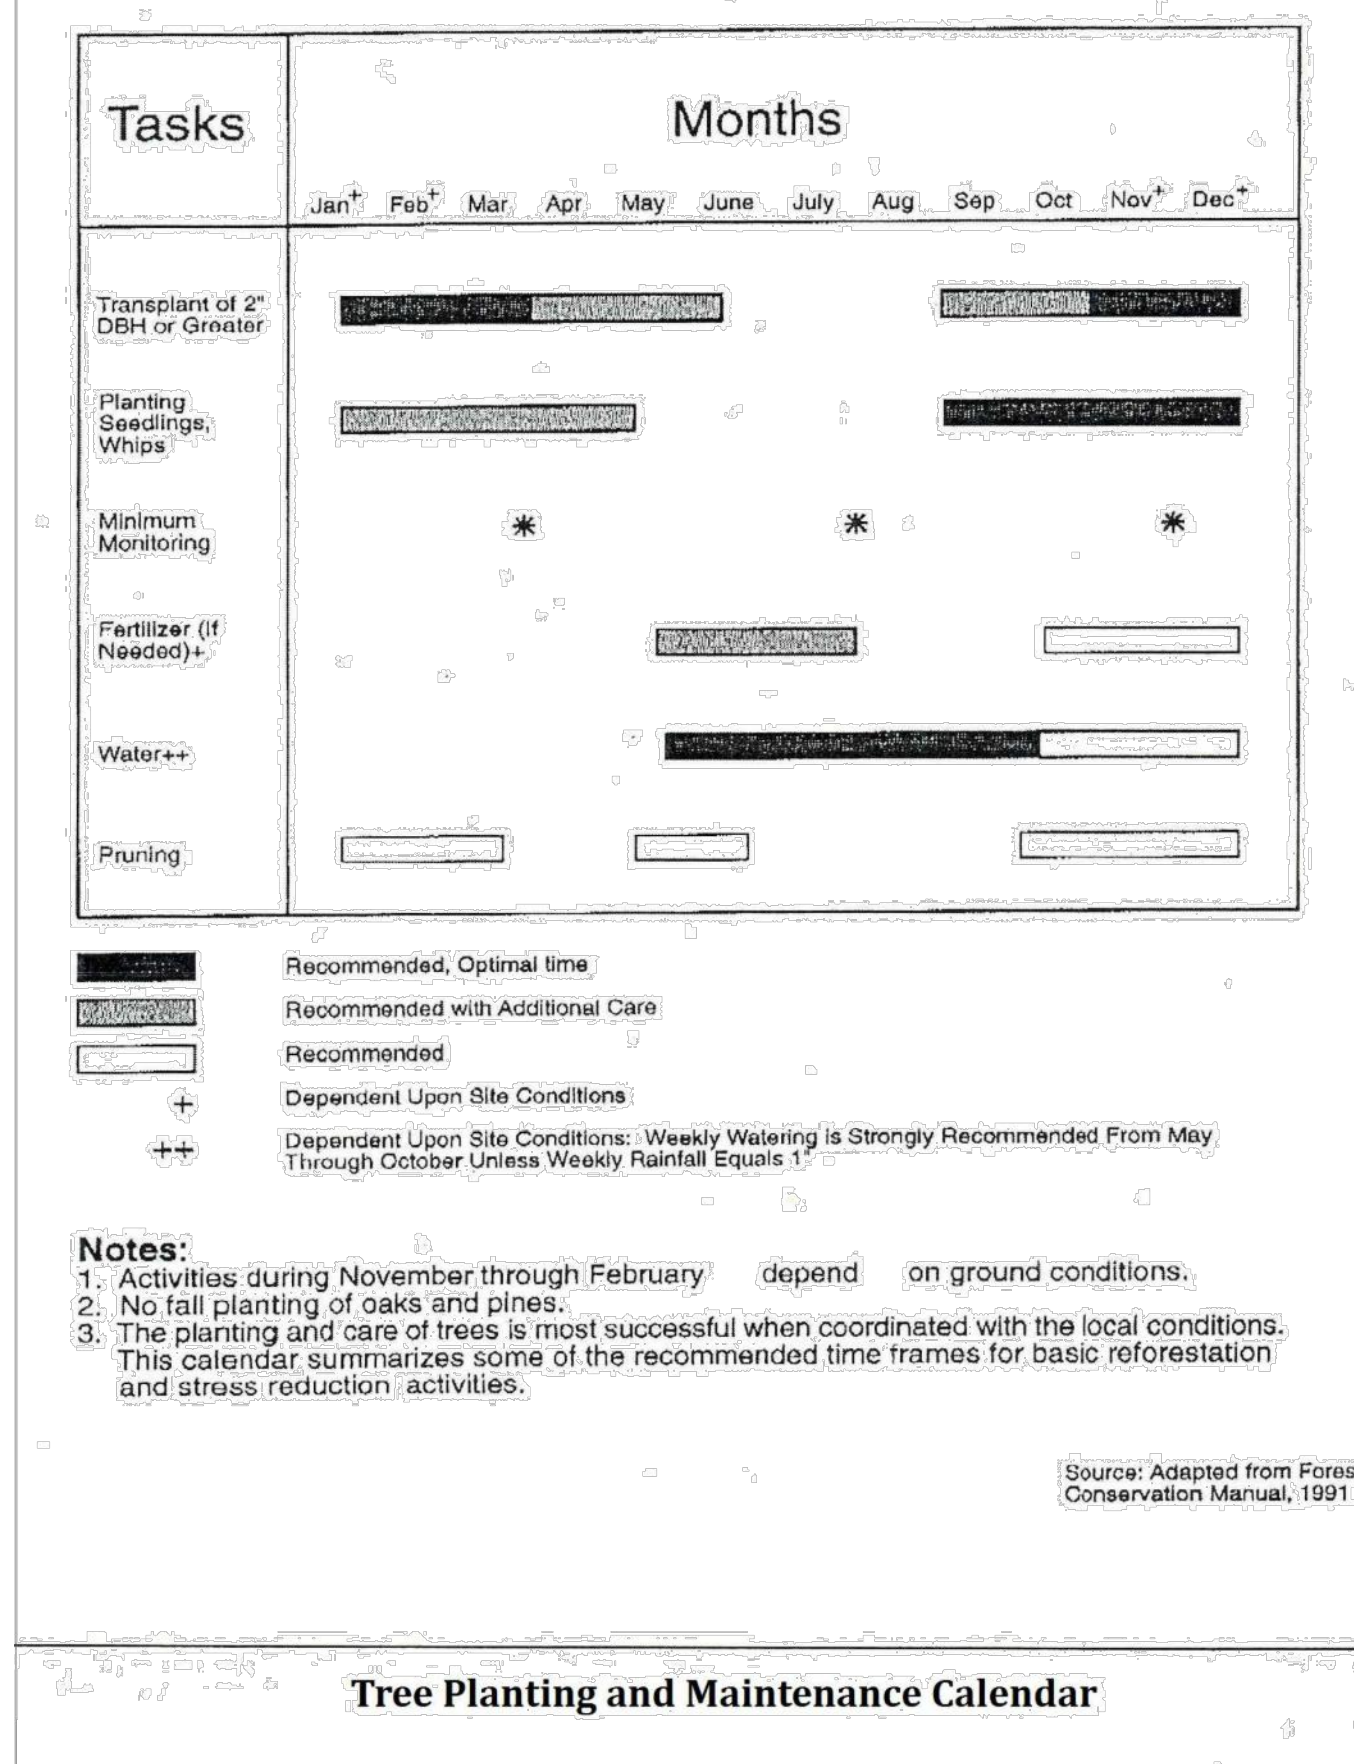 Tasks
Months
Jan+ Feb+ Mar Apr May June July Aug Sep Oct Nov+ Dec+
Transplant of 2"
DBH or Greater
Planting
Seedlings,
Whips
Minimum
Monitoring
* * *
Fertilizer (If
Needed)+
Water++
Pruning
Recommended, Optimal time
Recommended with Additional Care
Recommended
+ Dependent Upon Site Conditions
++ Dependent Upon Site Conditions: Weekly Watering is Strongly Recommended From May
Through October Unless Weekly Rainfall Equals 1"
Notes:
1. Activities during November through February depend on ground conditions.
2. No fall planting of oaks and pines.
3. The planting and care of trees is most successful when coordinated with the local conditions.
This calendar summarizes some of the recommended time frames for basic reforestation
and stress reduction activities.
Source: Adapted from Fores
Conservation Manual, 1991
Tree Planting and Maintenance Calendar